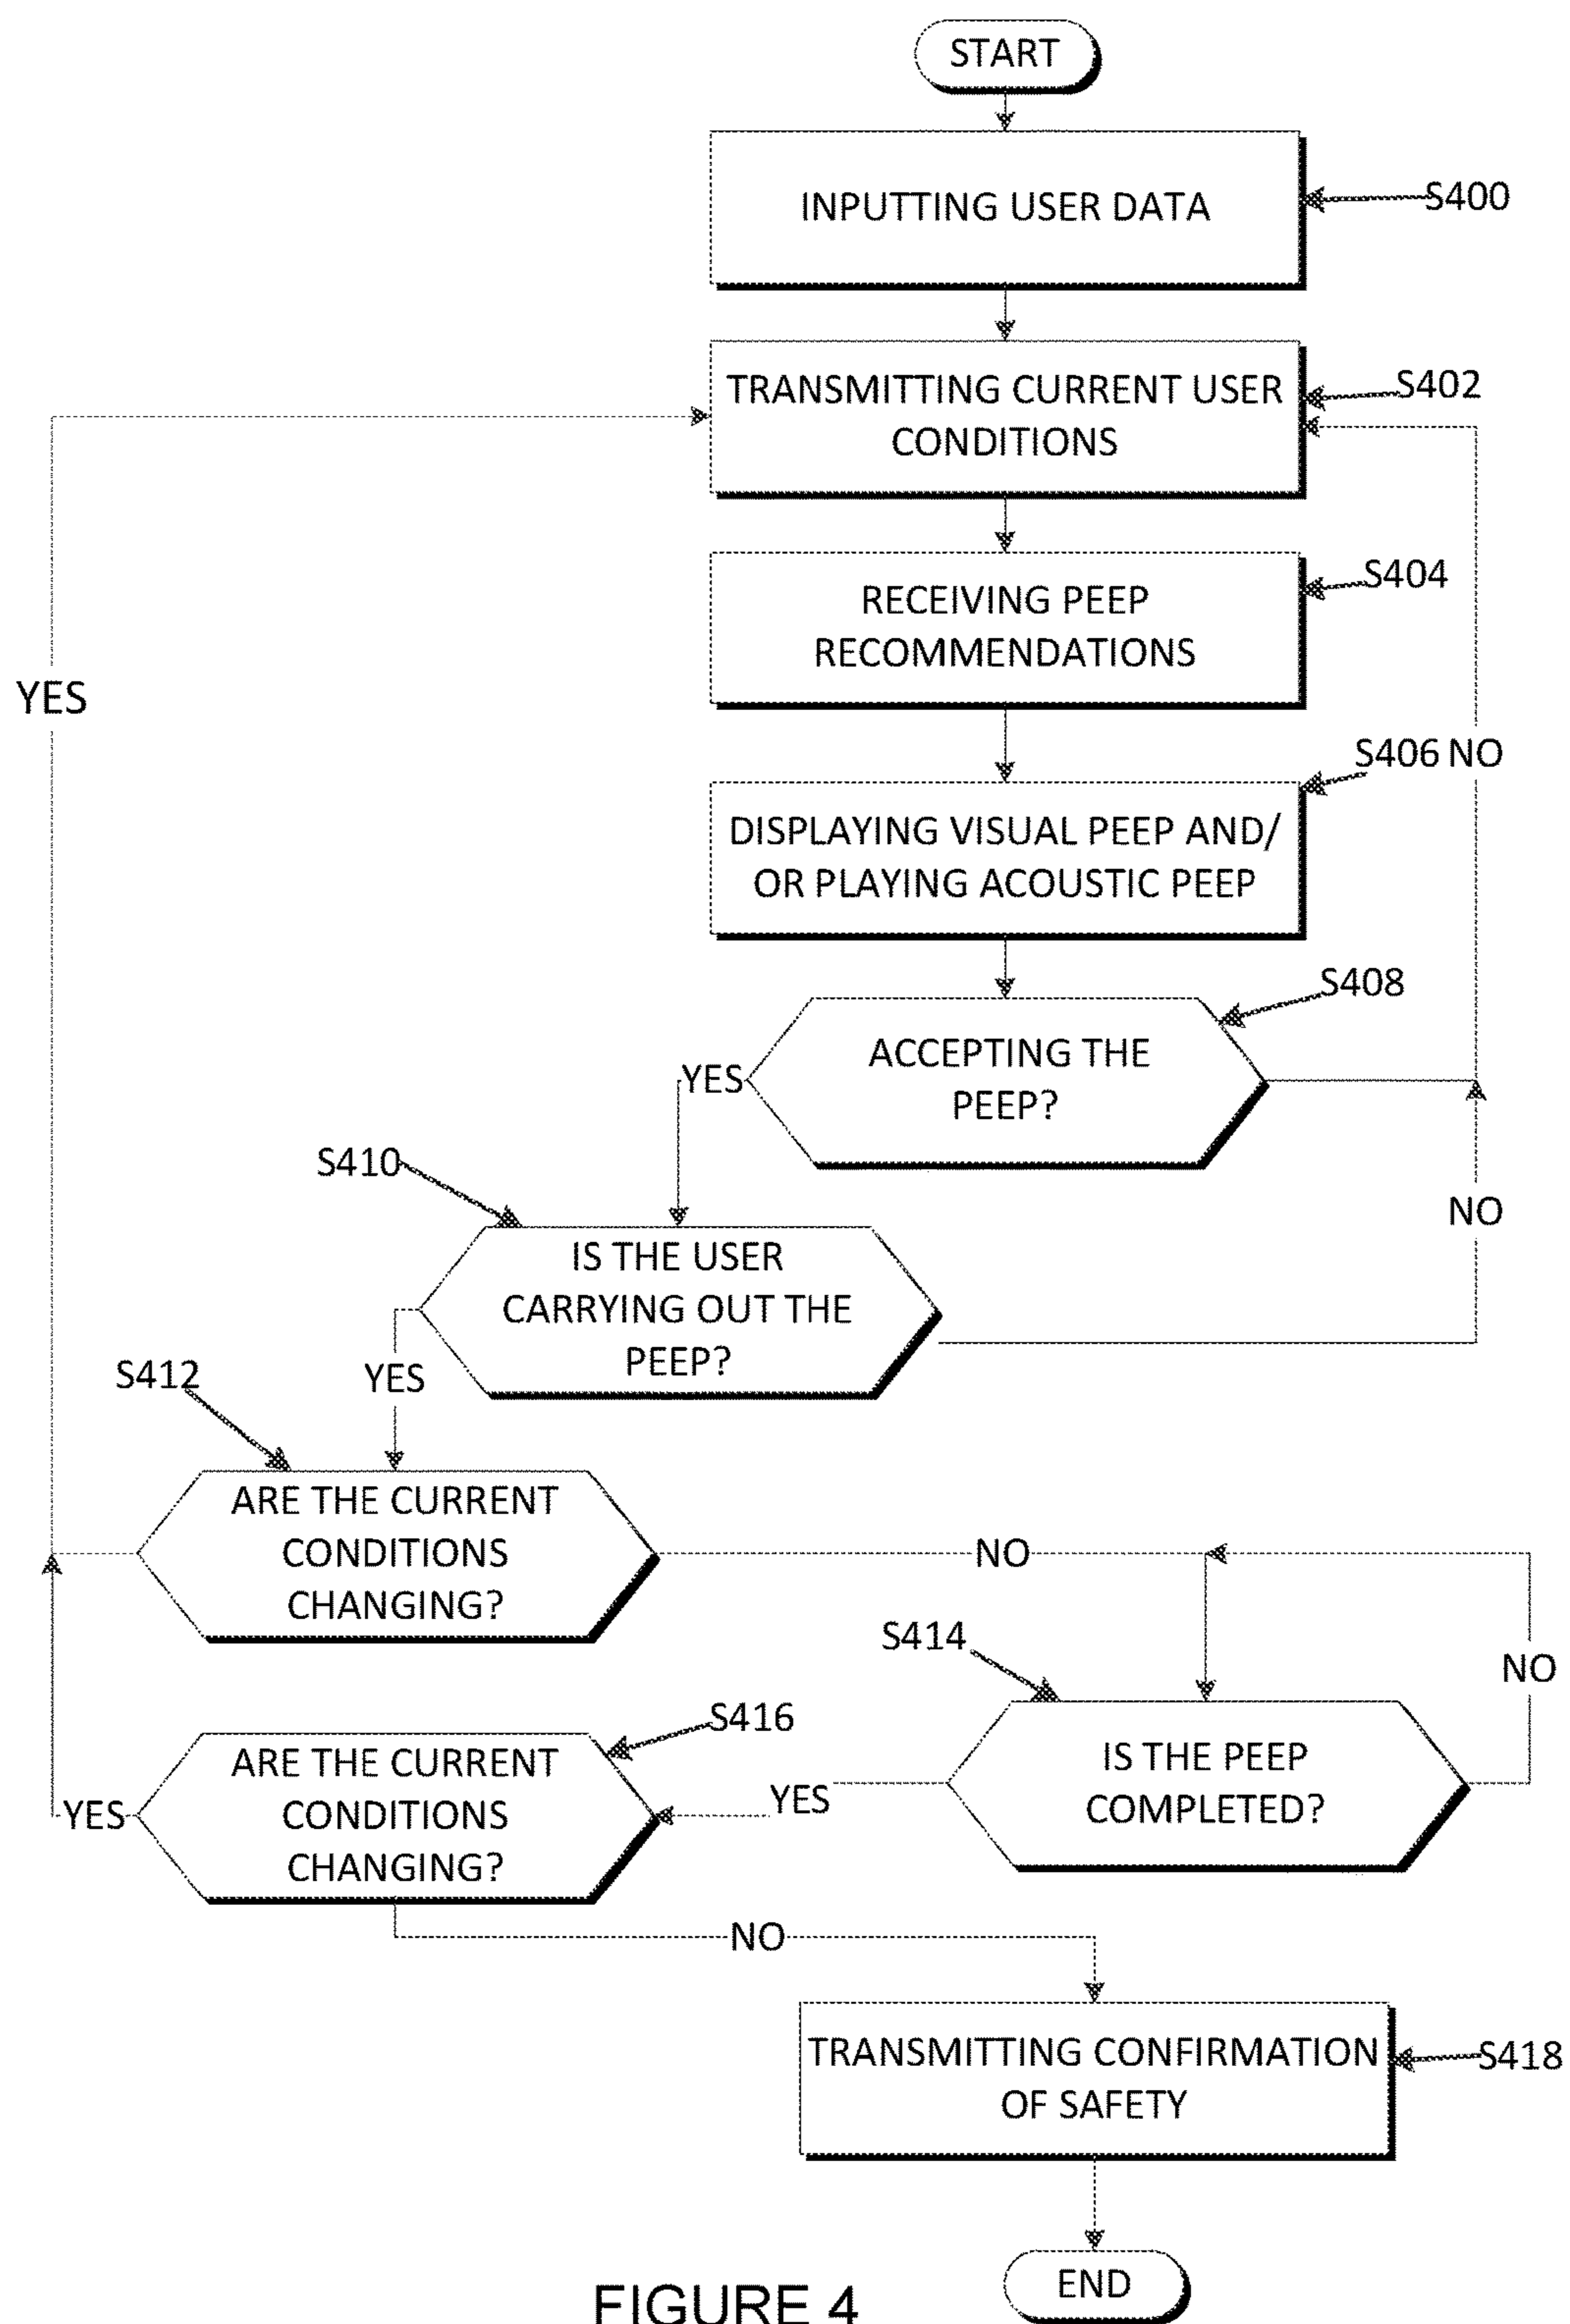 START
INPUTTING USER DATA
S400
TRANSMITTING CURRENT USER
CONDITIONS
S402
RECEIVING PEEP
RECOMMENDATIONS
S404
YES
S406 NO
DISPLAYING VISUAL PEEP AND/
OR PLAYING ACOUSTIC PEEP
S408
ACCEPTING THE
PEEP?
YES
S410
NO
IS THE USER
CARRYING OUT THE
PEEP?
S412
YES
ARE THE CURRENT
CONDITIONS
CHANGING?
NO
S414
NO
IS THE PEEP
COMPLETED?
S416
ARE THE CURRENT
CONDITIONS
CHANGING?
YES
YES
NO
TRANSMITTING CONFIRMATION
OF SAFETY
S418
END
FIGURE 4